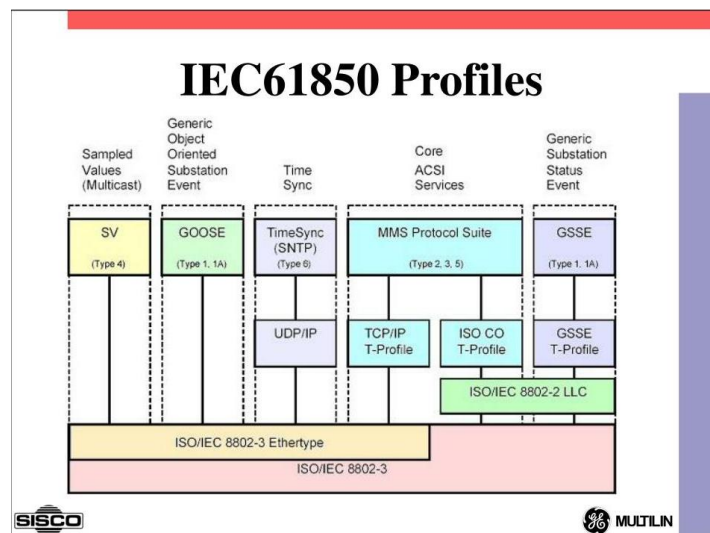 IEC61850 Profiles
Sampled
Values
(Multicast)
Generic
Object
Oriented
Substation
Event
Time
Sync
Core
ACSI
Services
Generic
Substation
Status
Event
SV
(Type 4)
GOOSE
(Type 1, 1A)
TimeSync
(SNTP)
(Type 6)
MMS Protocol Suite
(Type 2, 3, 5)
GSSE
(Type 1, 1A)
UDP/IP
TCP/IP
T-Profile
ISO CO
T-Profile
GSSE
T-Profile
ISO/IEC 8802-2 LLC
ISO/IEC 8802-3 Ethertype
ISO/IEC 8802-3
SISCO
GE MULTILIN